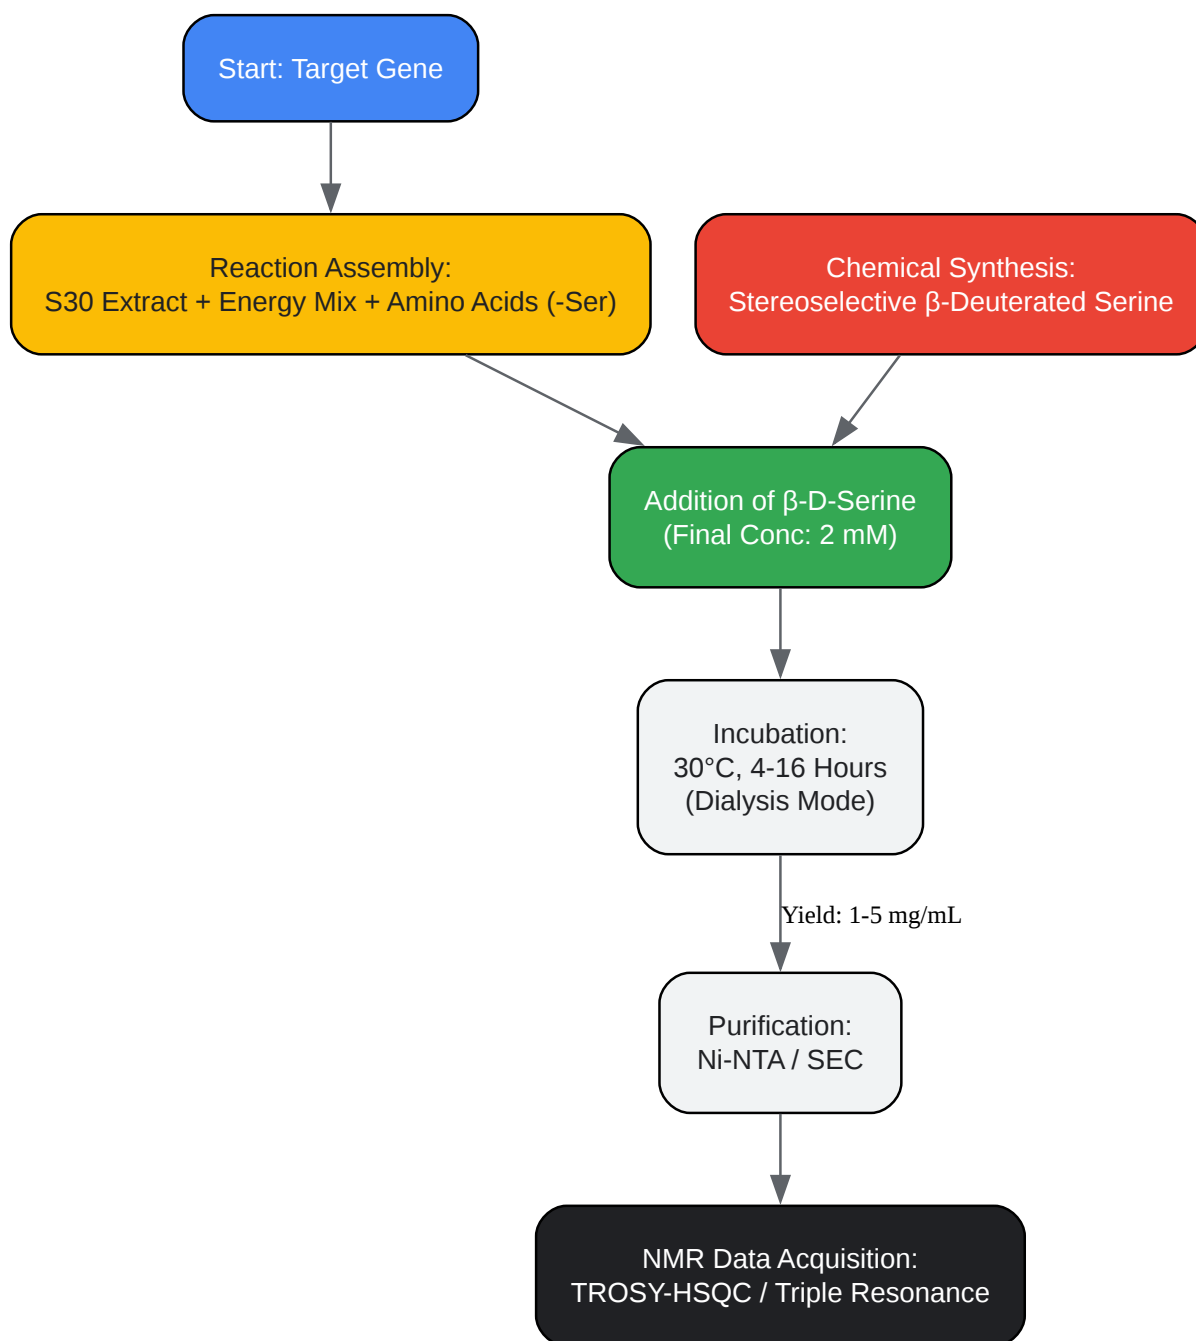 Start: Target Gene
Reaction Assembly:
S30 Extract + Energy Mix + Amino Acids (-Ser)
Chemical Synthesis:
Stereoselective β-Deuterated Serine
Addition of β-D-Serine
(Final Conc: 2 mM)
Incubation:
30°C, 4-16 Hours
(Dialysis Mode)
Yield: 1-5 mg/mL
Purification:
Ni-NTA / SEC
NMR Data Acquisition:
TROSY-HSQC / Triple Resonance